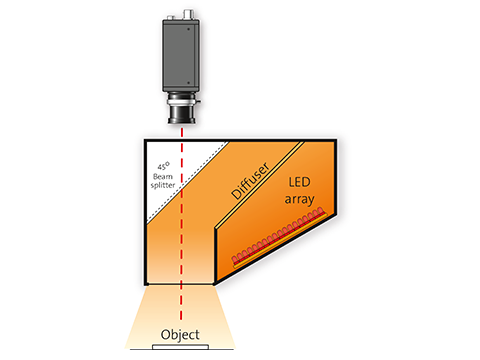 45°
Beam
splitter
Diffuser
LED
array
Object